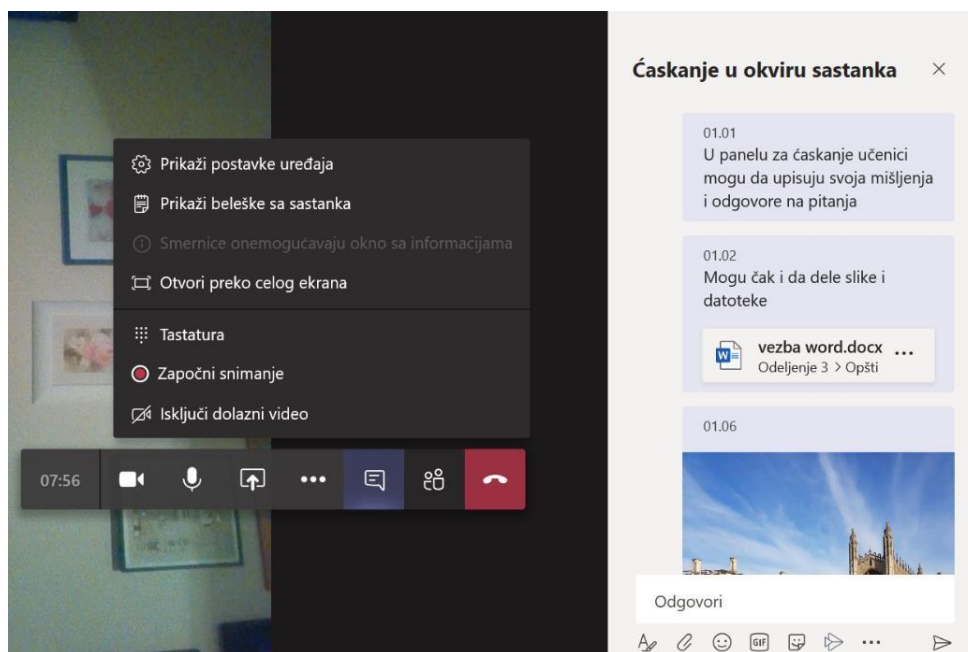 Prikaži postavke uređaja
Prikaži beleške sa sastanka
Smernice onemogućavaju okno sa informacijama
Otvori preko celog ekrana
Tastatura
Započni snimanje
Isključi dolazni video
07:56
Ćaskanje u okviru sastanka
01.01
U panelu za ćaskanje učenici
mogu da upisuju svoja mišljenja
i odgovore na pitanja
01.02
Mogu čak i da dele slike i
datoteke
vezba word.docx
Odeljenje 3 > Opšti
01.06
Odgovori
GIF